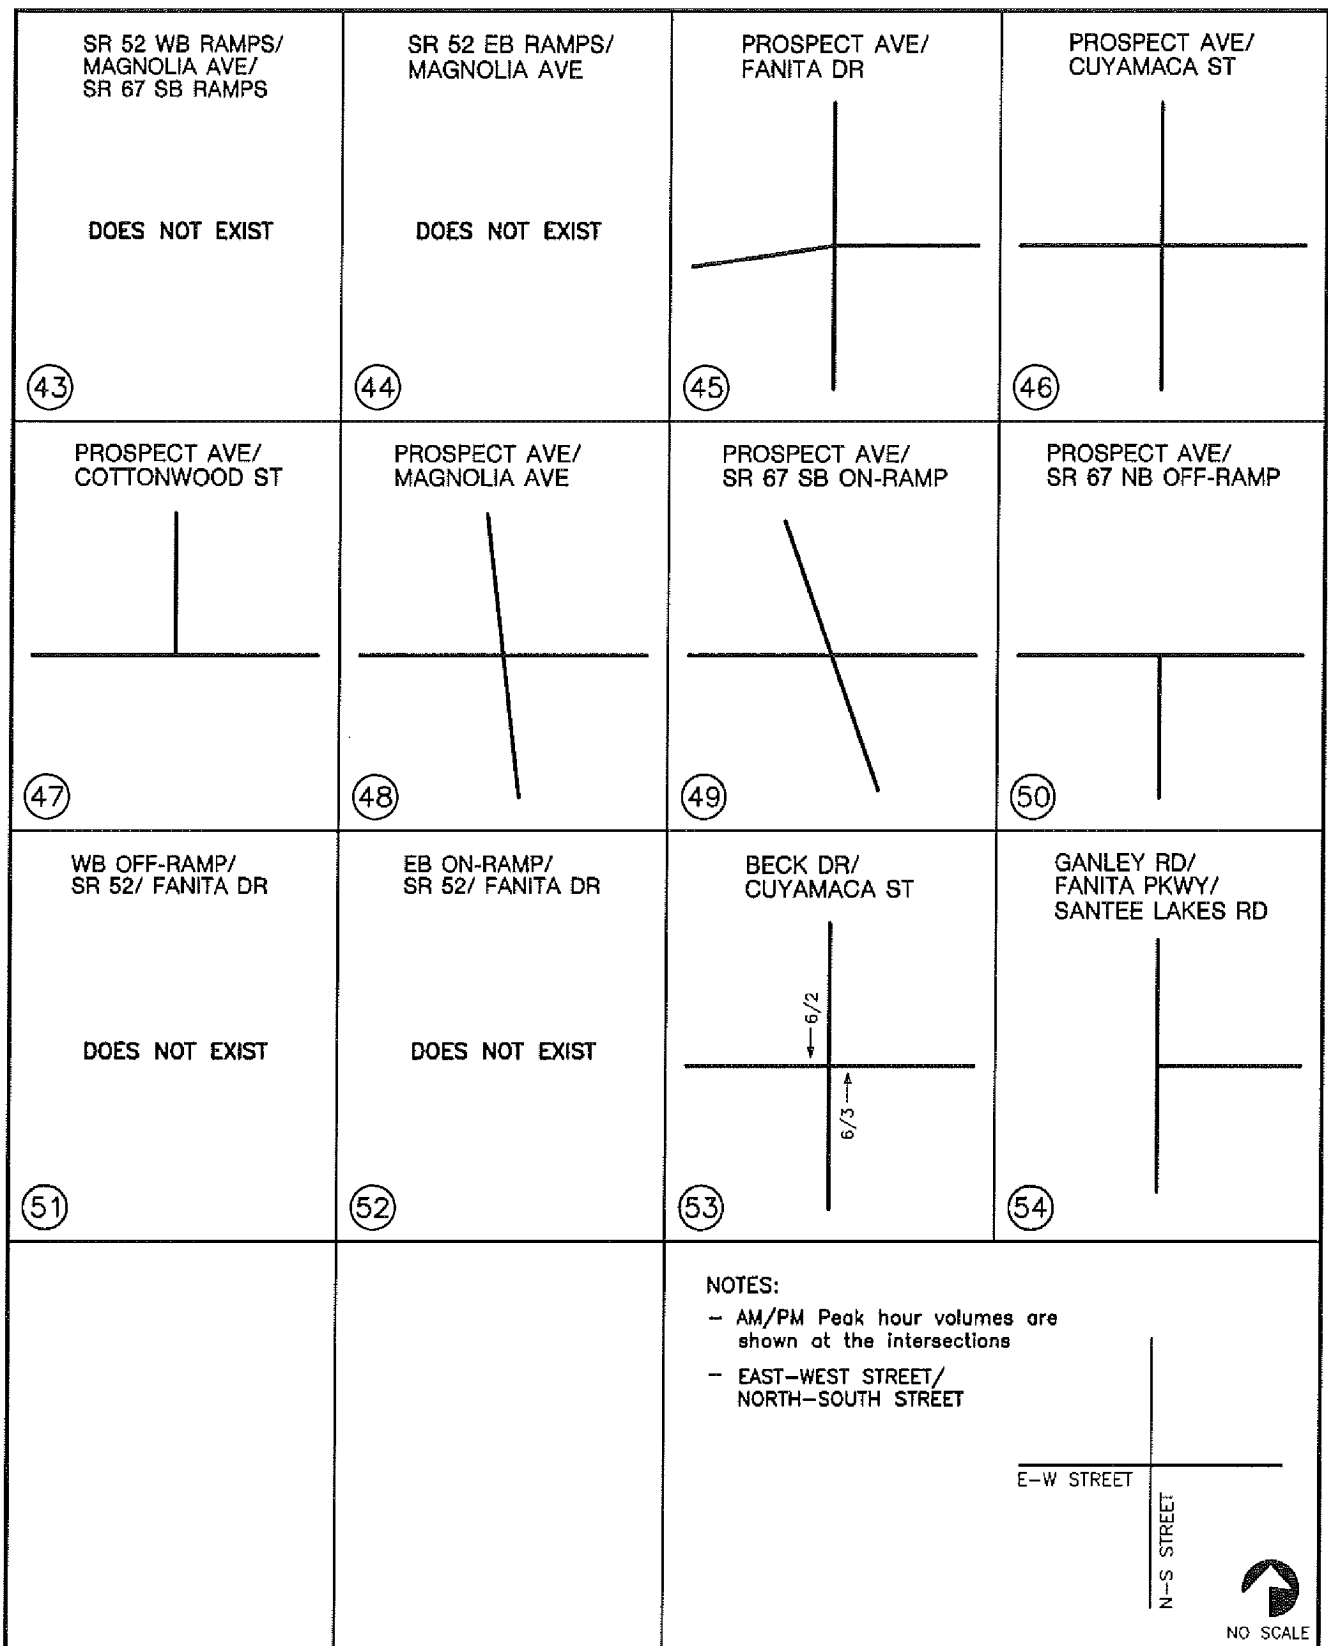 SR 52 WB RAMPS/
MAGNOLIA AVE/
SR 67 SB RAMPS
DOES NOT EXIST
43
SR 52 EB RAMPS/
MAGNOLIA AVE
DOES NOT EXIST
44
PROSPECT AVE/
FANITA DR
45
PROSPECT AVE/
CUYAMACA ST
46
PROSPECT AVE/
COTTONWOOD ST
47
PROSPECT AVE/
MAGNOLIA AVE
48
PROSPECT AVE/
SR 67 SB ON-RAMP
49
PROSPECT AVE/
SR 67 NB OFF-RAMP
50
WB OFF-RAMP/
SR 52/ FANITA DR
DOES NOT EXIST
51
EB ON-RAMP/
SR 52/ FANITA DR
DOES NOT EXIST
52
BECK DR/
CUYAMACA ST
6/2
6/3
53
GANLEY RD/
FANITA PKWY/
SANTEE LAKES RD
54
NOTES:
- AM/PM Peak hour volumes are
shown at the intersections
- EAST-WEST STREET/
NORTH-SOUTH STREET
E-W STREET
N-S STREET
NO SCALE